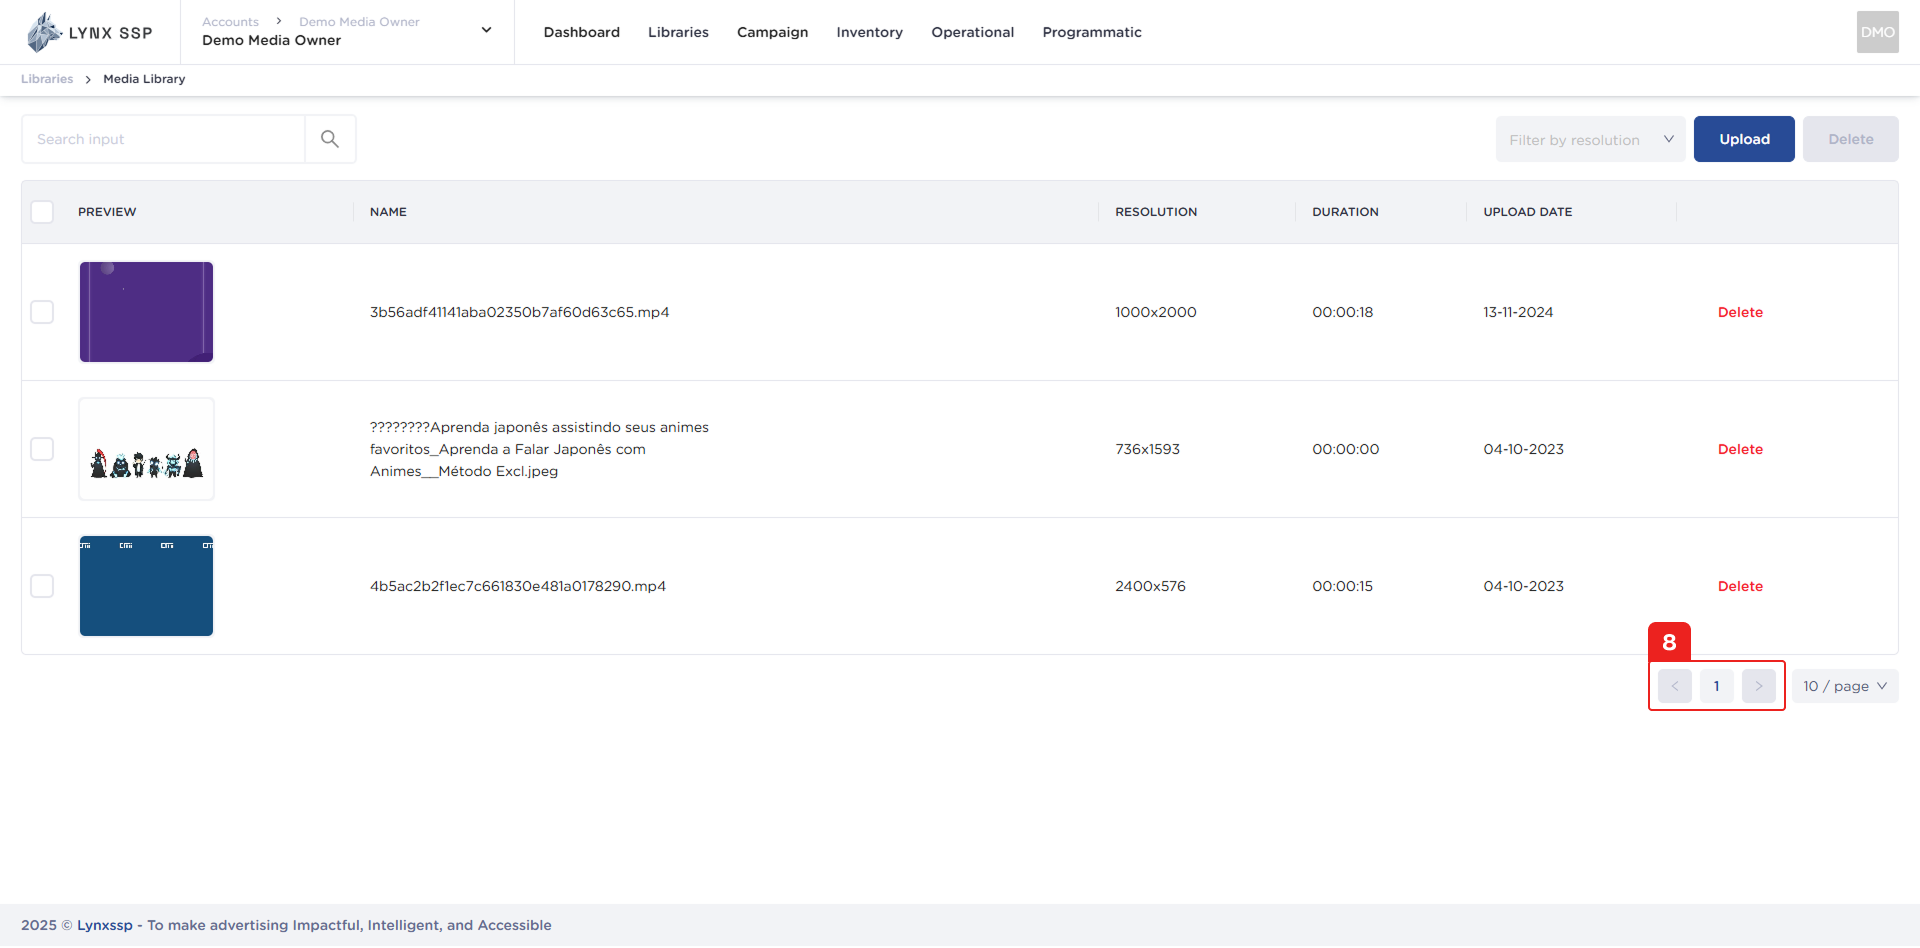 LYNX SSP
Accounts > Demo Media Owner
Demo Media Owner
Dashboard
Libraries
Campaign
Inventory
Operational
Programmatic
DMO
Libraries > Media Library
Search input
Filter by resolution
Upload
Delete
PREVIEW
NAME
RESOLUTION
DURATION
UPLOAD DATE
3b56adf41141aba02350b7af60d63c65.mp4
1000x2000
00:00:18
13-11-2024
Delete
????????Aprenda japonês assistindo seus animes
favoritos_Aprenda a Falar Japonês com
Animes__Método Excl.jpeg
736x1593
00:00:00
04-10-2023
Delete
4b5ac2b2f1ec7c661830e481a0178290.mp4
2400x576
00:00:15
04-10-2023
Delete
8
< 1 >
10 / page
2025 © Lynxssp - To make advertising Impactful, Intelligent, and Accessible